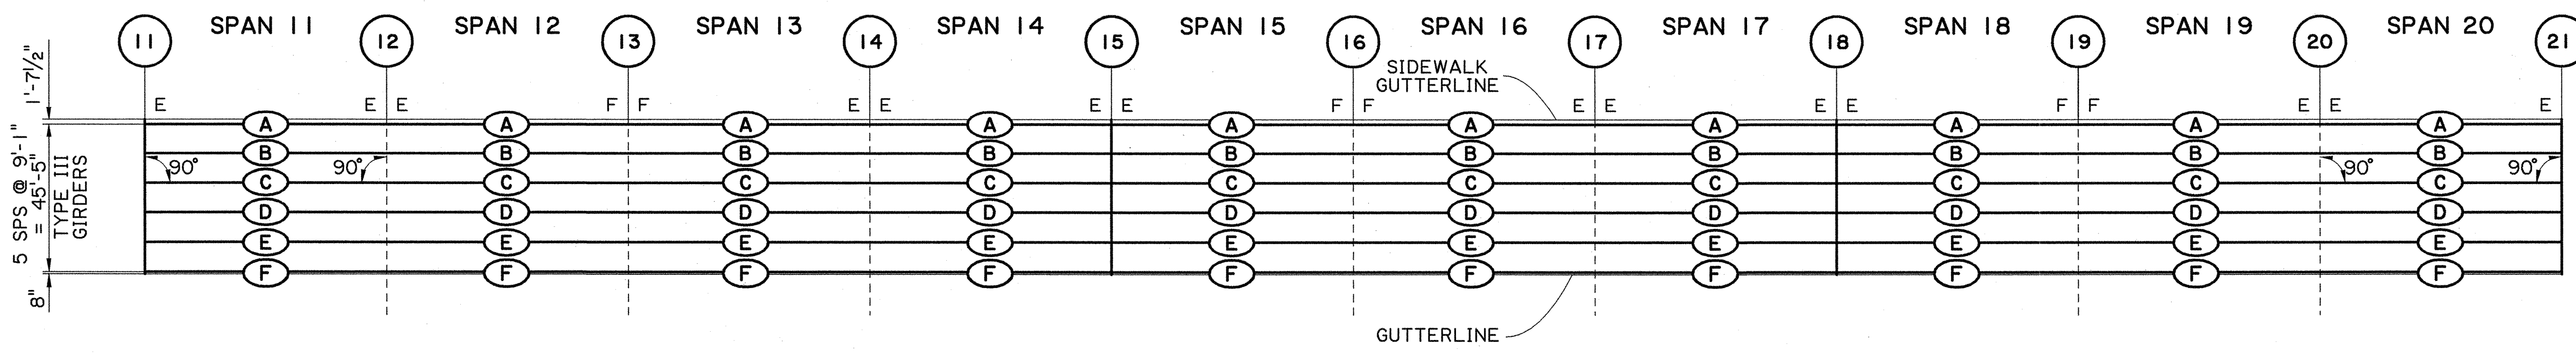 SPAN 11 SPAN 12 SPAN 13 SPAN 14 SPAN 15 SPAN 16 SPAN 17 SPAN 18 SPAN 19 SPAN 20
11 12 13 14 15 16 17 18 19 20 21
SIDEWALK
GUTTERLINE
1'-7 1/2"
E E E F F E E E E F F E E E E F F E E E
A A A A A A A A A A
B B B B B B B B B B
90° 90° 90° 90°
C C C C C C C C C C
D D D D D D D D D D
E E E E E E E E E E
F F F F F F F F F F
5 SPS @ 9'-1"
= 45'-5"
TYPE III
GIRDERS
8"
GUTTERLINE